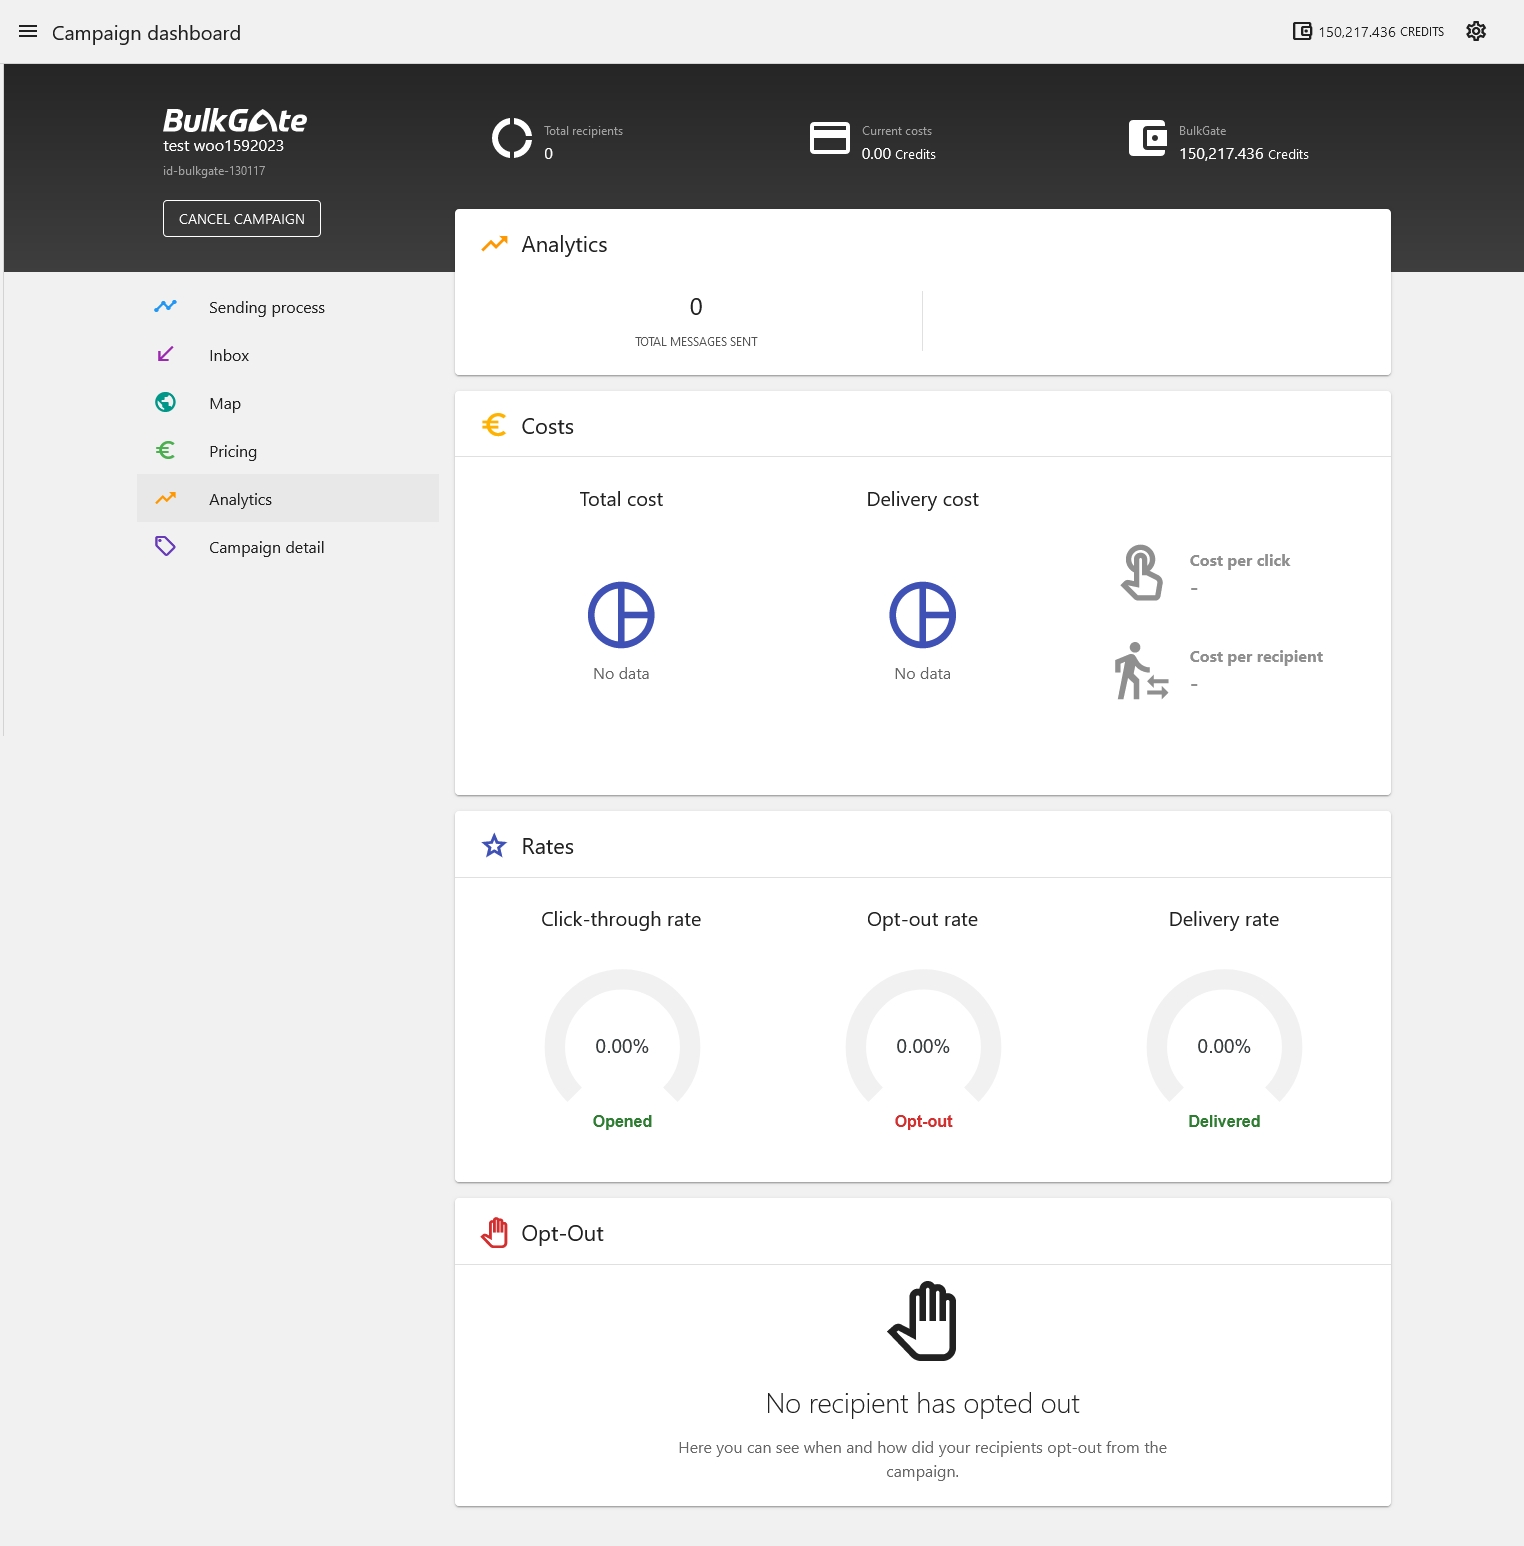 Campaign dashboard
150,217.436 CREDITS
BulkGate
test woo1592023
id-bulkgate-130117
CANCEL CAMPAIGN
Total recipients
0
Current costs
0.00 Credits
BulkGate
150,217.436 Credits
Sending process
Inbox
Map
Pricing
Analytics
Campaign detail
Analytics
0
TOTAL MESSAGES SENT
Costs
Total cost
No data
Delivery cost
No data
Cost per click
-
Cost per recipient
-
Rates
Click-through rate
0.00%
Opened
Opt-out rate
0.00%
Opt-out
Delivery rate
0.00%
Delivered
Opt-Out
No recipient has opted out
Here you can see when and how did your recipients opt-out from the
campaign.